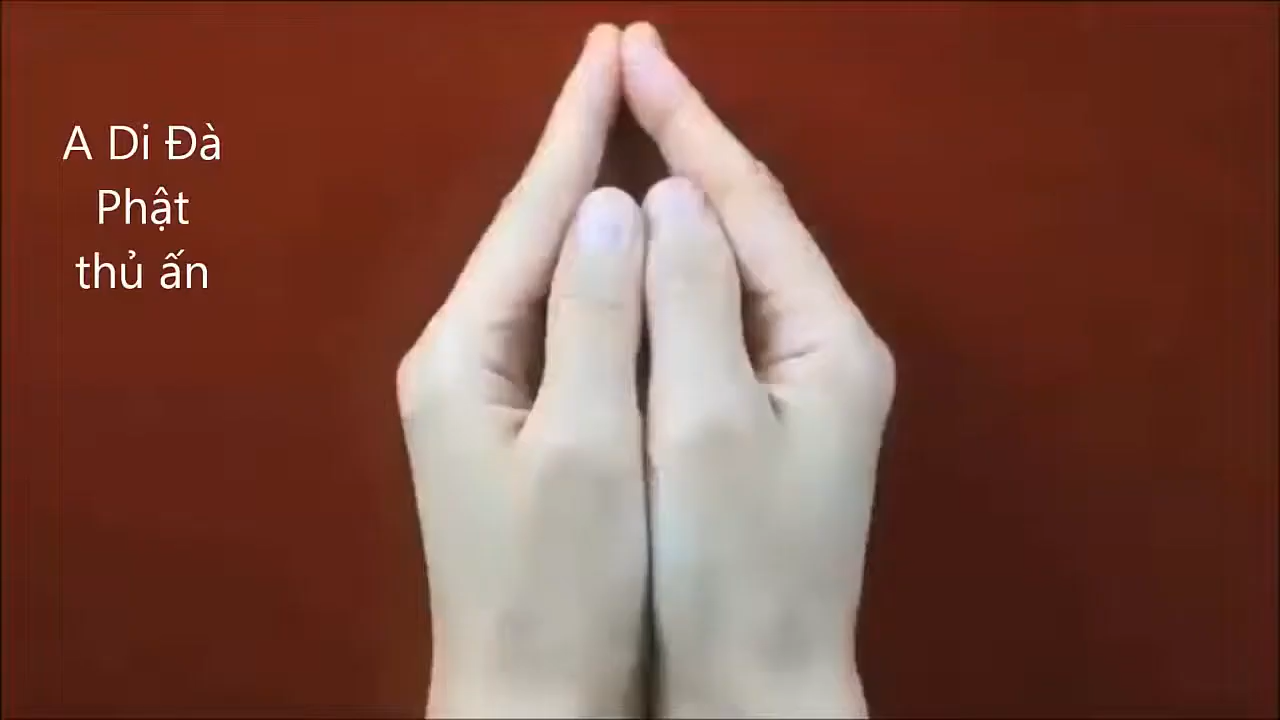 A Di Đà
Phật
thủ ấn